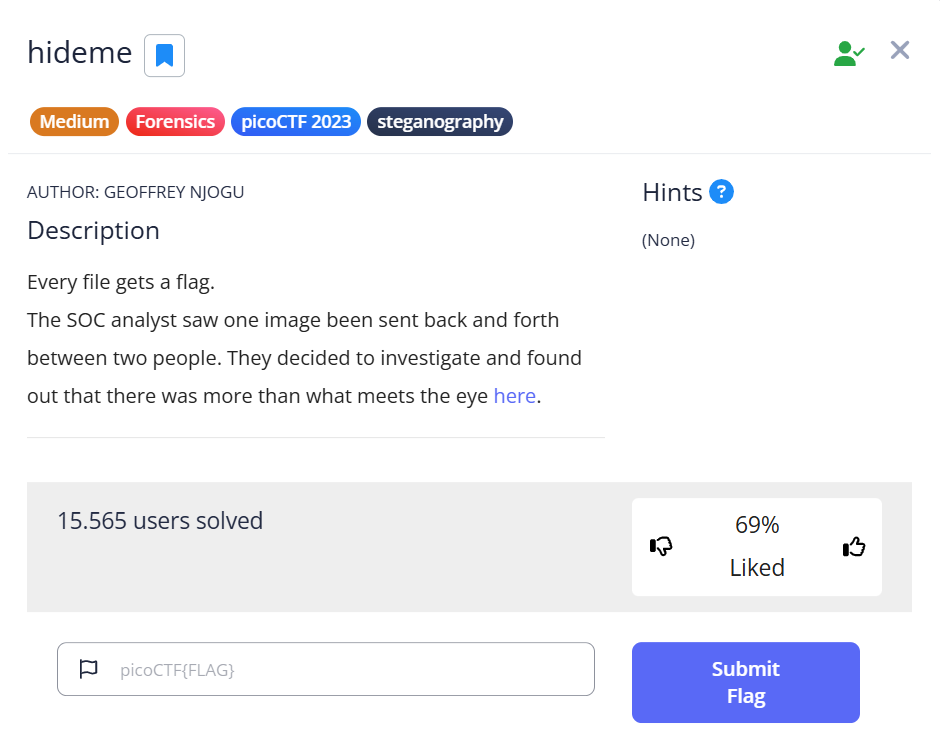 hideme
Medium Forensics picoCTF 2023 steganography
AUTHOR: GEOFFREY NJOGU
Description
Every file gets a flag.
The SOC analyst saw one image been sent back and forth
between two people. They decided to investigate and found
out that there was more than what meets the eye here.
Hints ?
(None)
15.565 users solved
69%
Liked
picoCTF{FLAG}
Submit
Flag